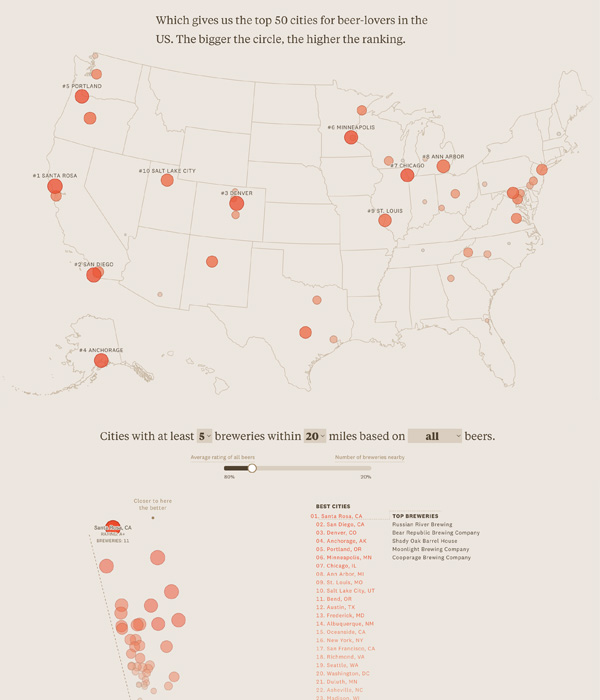 Which gives us the top 50 cities for beer-lovers in the
US. The bigger the circle, the higher the ranking.
#5 PORTLAND
#6 MINNEAPOLIS
#8 ANN ARBOR
#7 CHICAGO
#10 SALT LAKE CITY
#1 SANTA ROSA
#3 DENVER
#9 ST. LOUIS
#2 SAN DIEGO
#4 ANCHORAGE
Cities with at least 5 breweries within 20 miles based on all beers.
Average rating of all beers
Number of breweries nearby
80%
20%
Closer to here
the better
Santa Rosa, CA
BREWERIES 11
BEST CITIES
01. Santa Rosa, CA
02. San Diego, CA
03. Denver, CO
04. Anchorage, AK
05. Portland, OR
06. Minneapolis, MN
07. Chicago, IL
08. Ann Arbor, MI
09. St. Louis, MO
10. Salt Lake City, UT
11. Bend, OR
12. Austin, TX
13. Frederick, MD
14. Albuquerque, NM
15. Oceanside, CA
16. New York, NY
17. San Francisco, CA
18. Richmond, VA
19. Seattle, WA
20. Washington, DC
21. Duluth, MN
22. Asheville, NC
23. Madison, WI
TOP BREWERIES
Russian River Brewing
Bear Republic Brewing Company
Shady Oak Barrel House
Moonlight Brewing Company
Cooperage Brewing Company